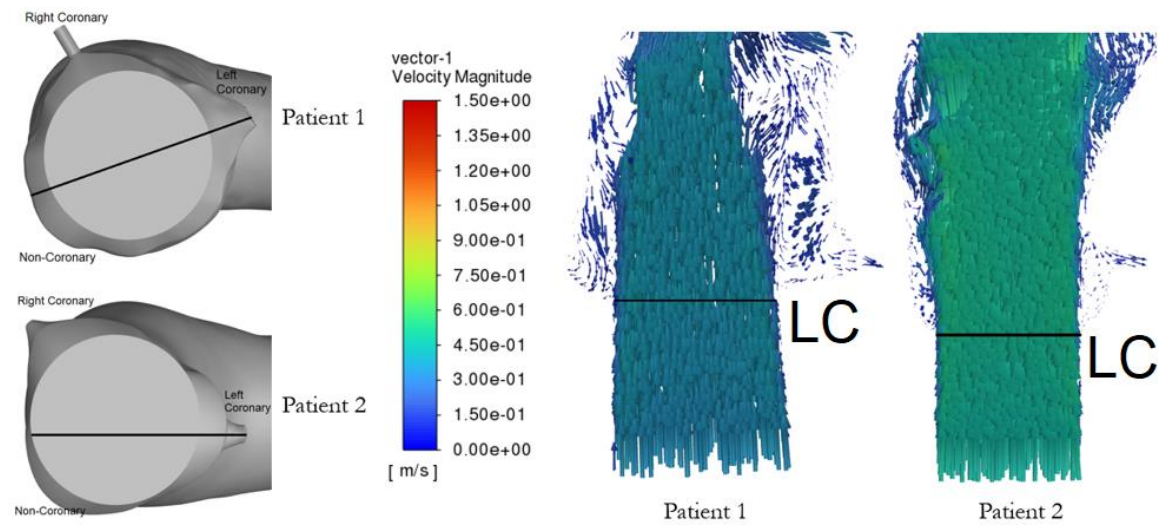 Right Coronary
Left
Coronary
Patient 1
Non-Coronary
Right Coronary
Left
Coronary
Patient 2
Non-Coronary
vector-1
Velocity Magnitude
1.50e+00
1.35e+00
1.20e+00
1.05e+00
9.00e-01
7.50e-01
6.00e-01
4.50e-01
3.00e-01
1.50e-01
0.00e+00
[ m/s ]
LC
LC
Patient 1
Patient 2